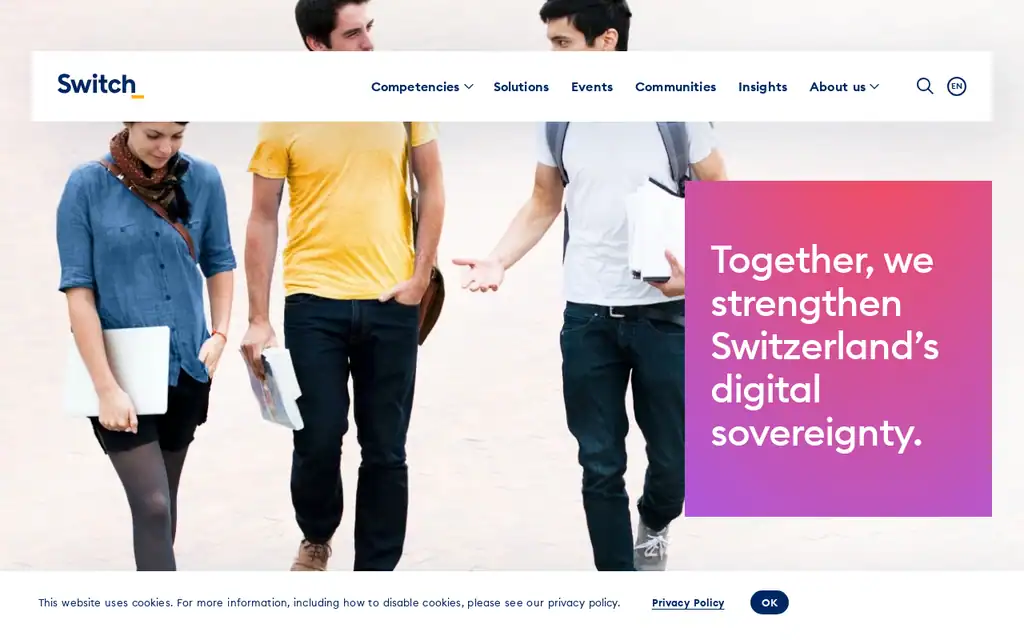 Switch_
Competencies Solutions Events Communities Insights About us EN
Together, we
strengthen
Switzerland’s
digital
sovereignty.
This website uses cookies. For more information, including how to disable cookies, please see our privacy policy. Privacy Policy OK